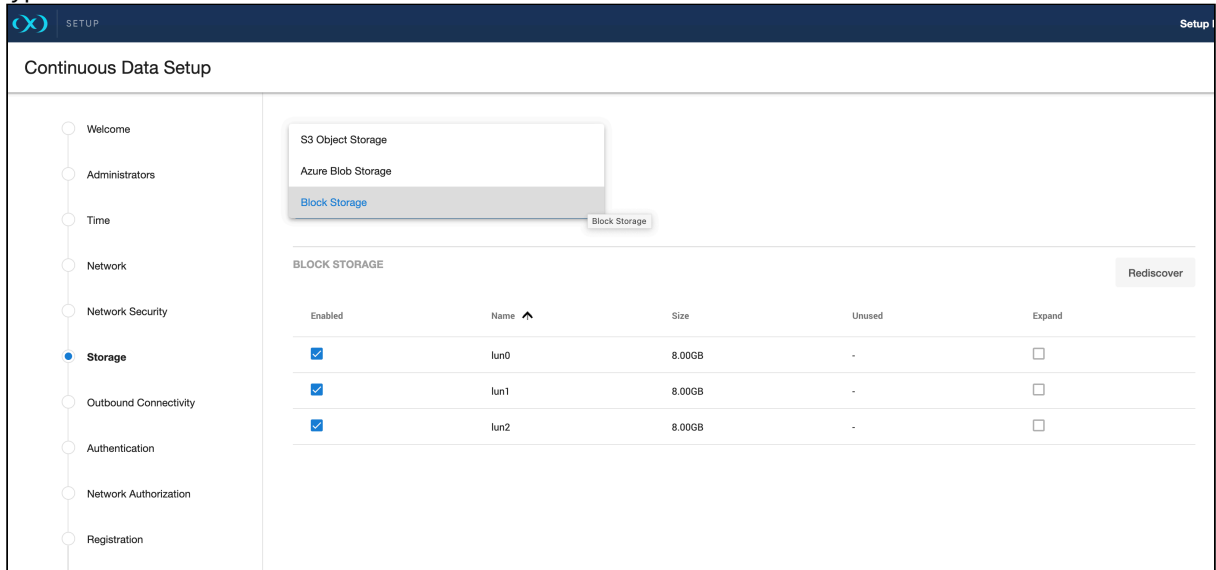 SETUP
Setup
Continuous Data Setup
Welcome
Administrators
Time
Network
Network Security
Storage
Outbound Connectivity
Authentication
Network Authorization
Registration
S3 Object Storage
Azure Blob Storage
Block Storage
Block Storage
BLOCK STORAGE
Rediscover
Enabled Name Size Unused Expand
lun0 8.00GB -
lun1 8.00GB -
lun2 8.00GB -